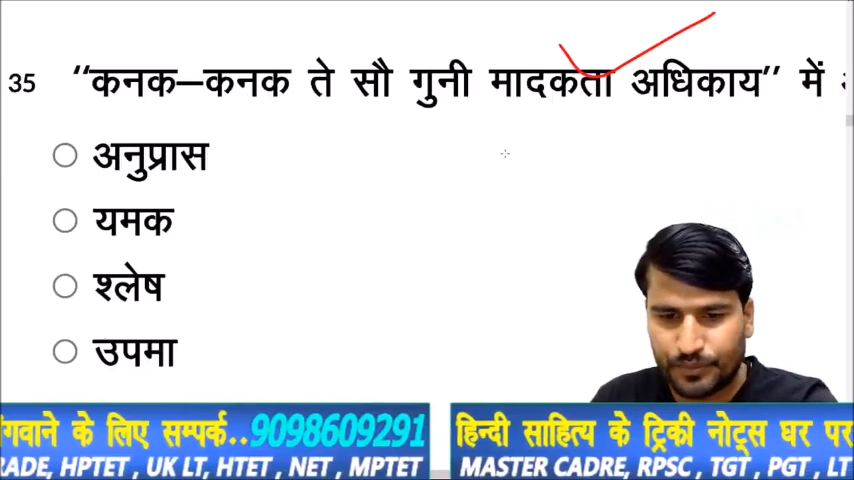 35 “कनक–कनक ते सौ गुनी मादकता अधिकाय” में
अनुप्रास
यमक
श्लेष
उपमा
गवाने के लिए सम्पर्क..9098609291 हिन्दी साहित्य के ट्रिकी नोट्स घर पर
RADE, HPTET , UK LT, HTET , NET , MPTET MASTER CADRE, RPSC , TGT , PGT , LT